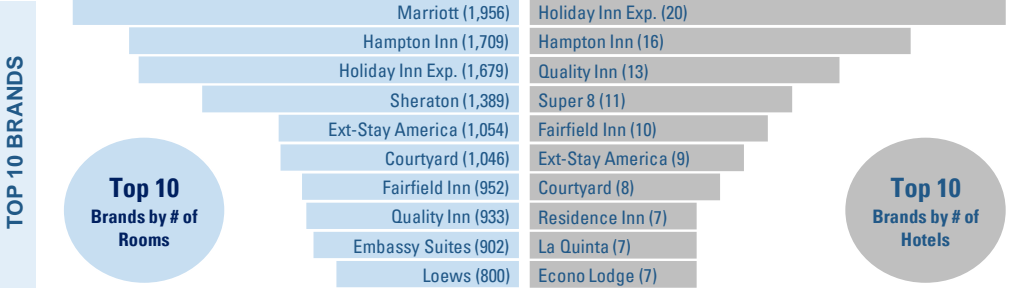 TOP 10 BRANDS
Marriott (1,956)
Hampton Inn (1,709)
Holiday Inn Exp. (1,679)
Sheraton (1,389)
Ext-Stay America (1,054)
Courtyard (1,046)
Fairfield Inn (952)
Quality Inn (933)
Embassy Suites (902)
Loews (800)
Top 10
Brands by # of
Rooms
Holiday Inn Exp. (20)
Hampton Inn (16)
Quality Inn (13)
Super 8 (11)
Fairfield Inn (10)
Ext-Stay America (9)
Courtyard (8)
Residence Inn (7)
La Quinta (7)
Econo Lodge (7)
Top 10
Brands by # of
Hotels